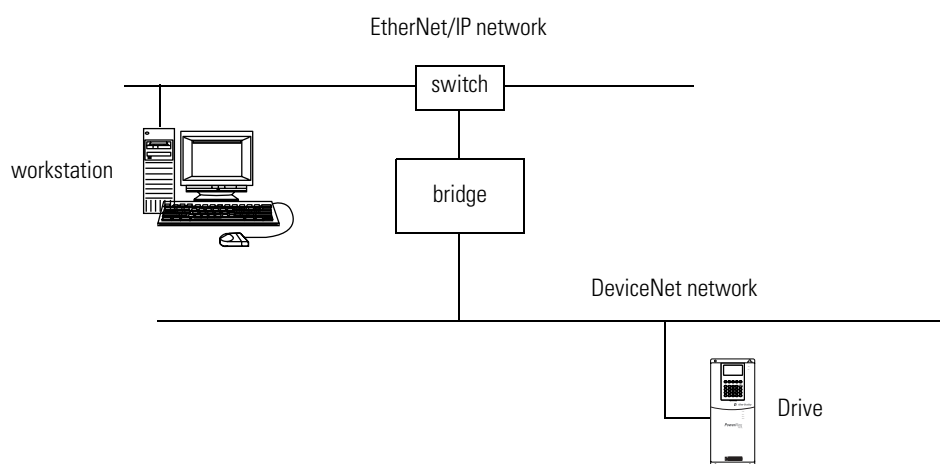 EtherNet/IP network
switch
workstation
bridge
DeviceNet network
Drive